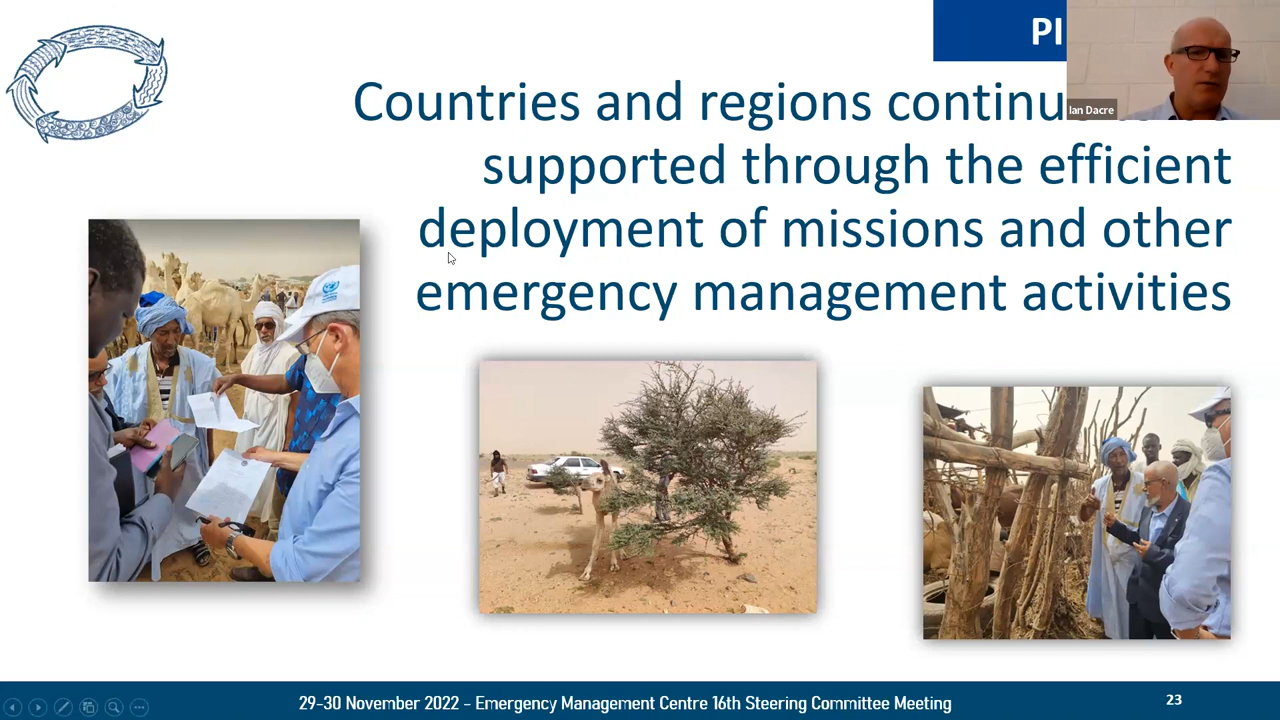 PI
Ian Dacre
Countries and regions continu
supported through the efficient
deployment of missions and other
emergency management activities
29-30 November 2022 - Emergency Management Centre 16th Steering Committee Meeting
23